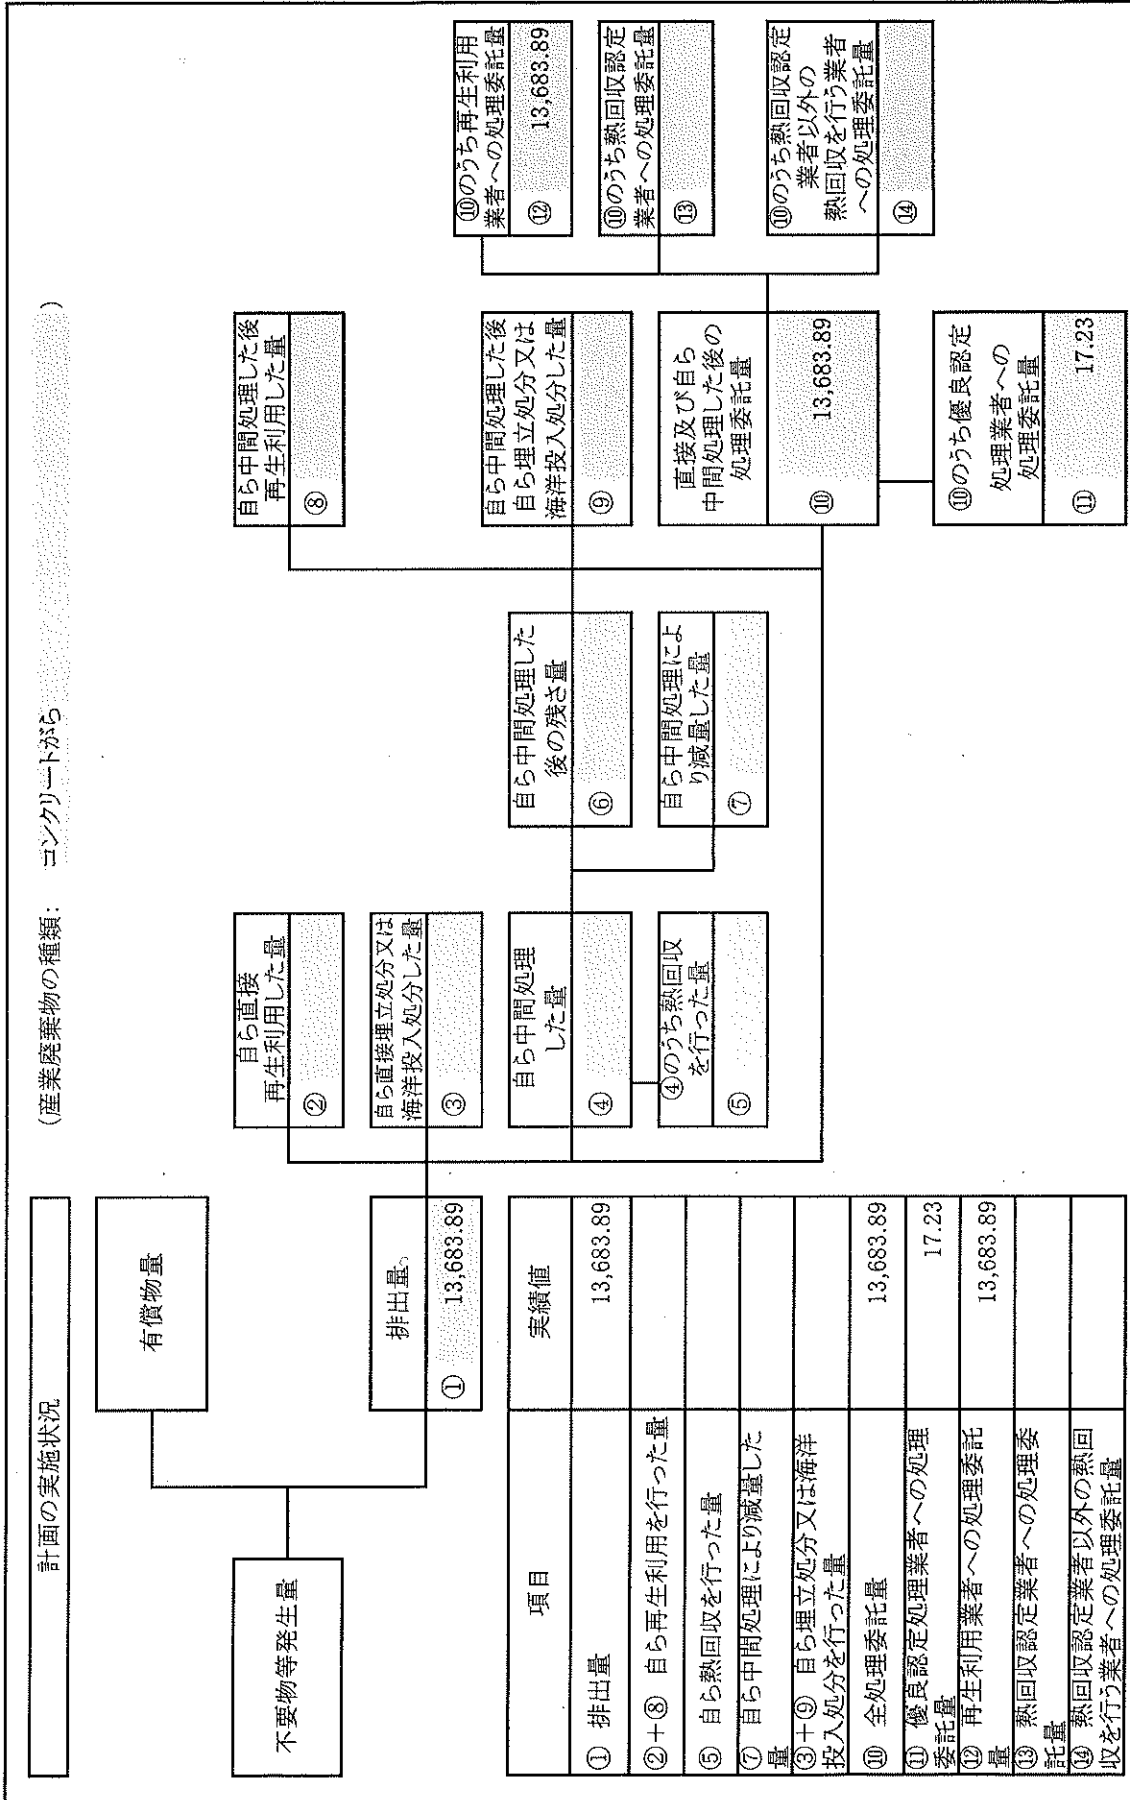 計画の実施状況
(産業廃棄物の種類: コンクリートがら )
不要物等発生量
有償物量
排出量
① 13,683.89
自ら直接
再生利用した量
②
自ら直接埋立処分又は
海洋投入処分した量
③
自ら中間処理
した量
④
④のうち熱回収
を行った量
⑤
自ら中間処理した
後の残さ量
⑥
自ら中間処理によ
り減量した量
⑦
自ら中間処理した後
再生利用した量
⑧
自ら中間処理した後
自ら埋立処分又は
海洋投入処分した量
⑨
直接及び自ら
中間処理した後の
処理委託量
⑩ 13,683.89
⑩のうち優良認定
処理業者への
処理委託量
⑪ 17.23
⑩のうち再生利用
業者への処理委託量
⑫ 13,683.89
⑩のうち熱回収認定
業者への処理委託量
⑬
⑩のうち熱回収認定
業者以外の
熱回収を行う業者
への処理委託量
⑭
項目 実績値
① 排出量 13,683.89
②+⑧ 自ら再生利用を行った量
⑤ 自ら熱回収を行った量
⑦ 自ら中間処理により減量した
量
③+⑨ 自ら埋立処分又は海洋
投入処分を行った量
⑩ 全処理委託量 13,683.89
⑪ 優良認定処理業者への処理
委託量 17.23
⑫ 再生利用業者への処理委託
量 13,683.89
⑬ 熱回収認定業者への処理委
託量
⑭ 熱回収認定業者以外の熱回
収を行う業者への処理委託量